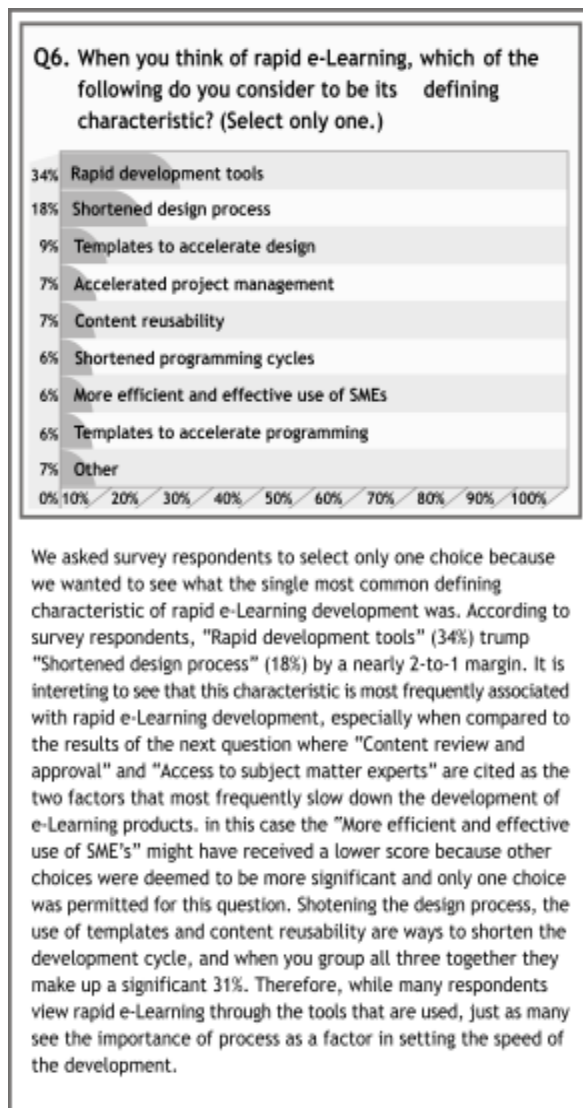 Q6. When you think of rapid e-Learning, which of the
following do you consider to be its defining
characteristic? (Select only one.)
34% Rapid development tools
18% Shortened design process
9% Templates to accelerate design
7% Accelerated project management
7% Content reusability
6% Shortened programming cycles
6% More efficient and effective use of SMEs
6% Templates to accelerate programming
7% Other
0% 10% 20% 30% 40% 50% 60% 70% 80% 90% 100%
We asked survey respondents to select only one choice because
we wanted to see what the single most common defining
characteristic of rapid e-Learning development was. According to
survey respondents, "Rapid development tools" (34%) trump
"Shortened design process" (18%) by a nearly 2-to-1 margin. It is
intereting to see that this characteristic is most frequently associated
with rapid e-Learning development, especially when compared to
the results of the next question where "Content review and
approval" and "Access to subject matter experts" are cited as the
two factors that most frequently slow down the development of
e-Learning products. in this case the "More efficient and effective
use of SME's" might have received a lower score because other
choices were deemed to be more significant and only one choice
was permitted for this question. Shotening the design process, the
use of templates and content reusability are ways to shorten the
development cycle, and when you group all three together they
make up a significant 31%. Therefore, while many respondents
view rapid e-Learning through the tools that are used, just as many
see the importance of process as a factor in setting the speed of
the development.